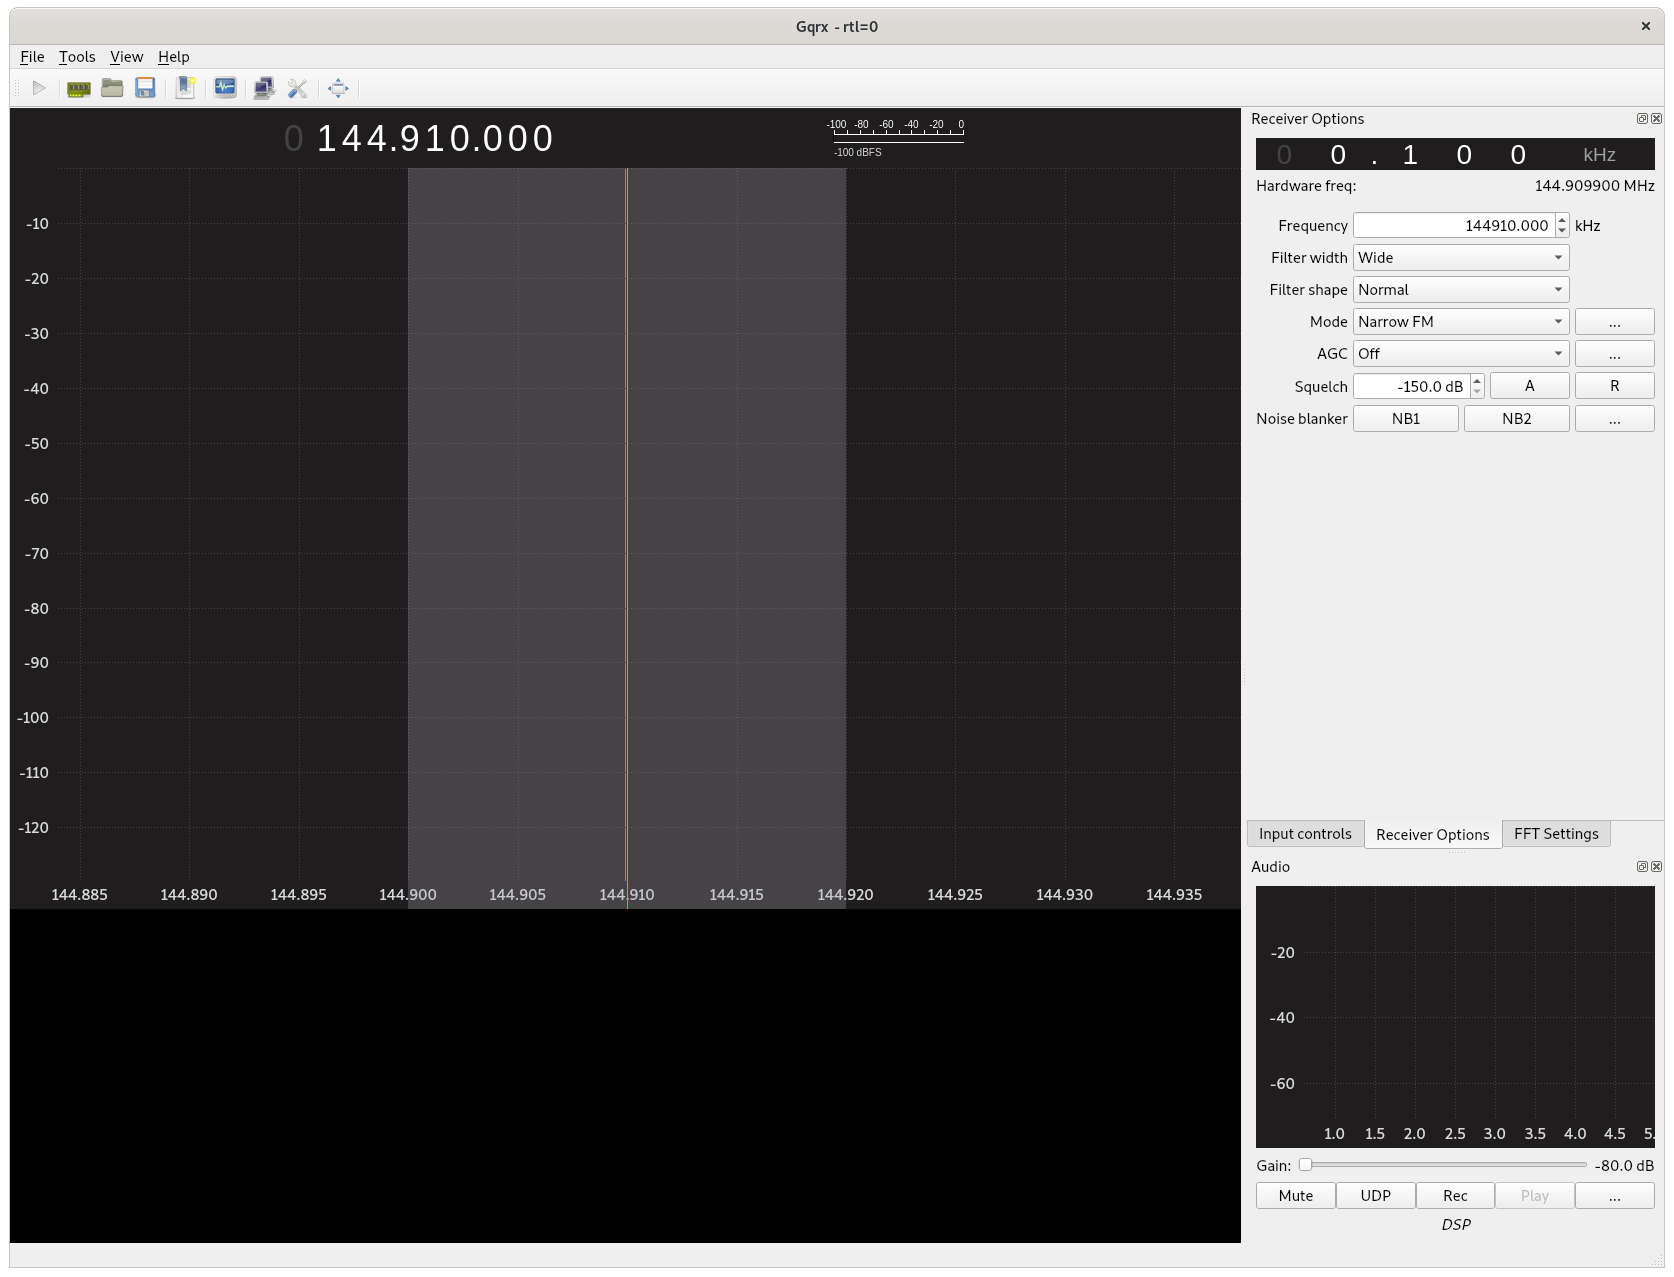 Gqrx - rtl=0
File Tools View Help
0 144.910.000
-100 -80 -60 -40 -20 0
-100 dBFS
-10
-20
-30
-40
-50
-60
-70
-80
-90
-100
-110
-120
144.885 144.890 144.895 144.900 144.905 144.910 144.915 144.920 144.925 144.930 144.935
Receiver Options
0 0.100 kHz
Hardware freq: 144.909900 MHz
Frequency 144910.000 kHz
Filter width Wide
Filter shape Normal
Mode Narrow FM ...
AGC Off ...
Squelch -150.0 dB A R
Noise blanker NB1 NB2 ...
Input controls Receiver Options FFT Settings
Audio
-20
-40
-60
1.0 1.5 2.0 2.5 3.0 3.5 4.0 4.5 5.
Gain: -80.0 dB
Mute UDP Rec Play ...
DSP